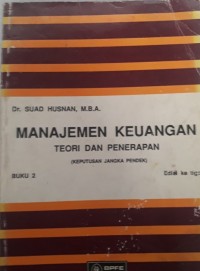 Dr. SUAD HUSNAN, M.B.A.
MANAJEMEN KEUANGAN
TEORI DAN PENERAPAN
(KEPUTUSAN JANGKA PENDEK)
BUKU 2
BPFE